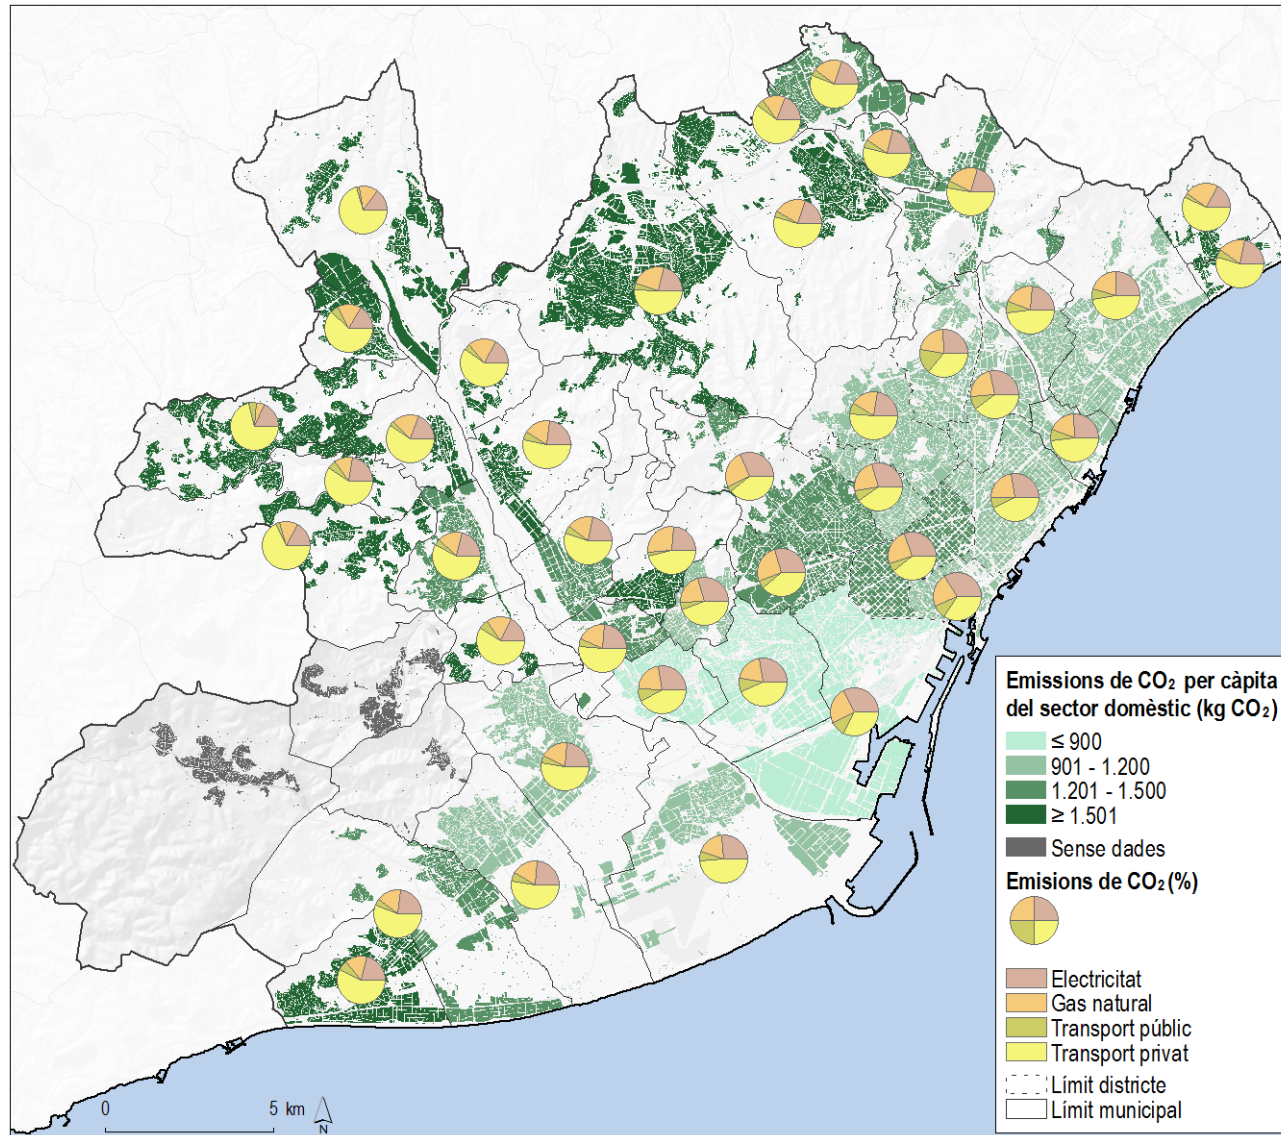 Emissions de CO₂ per càpita
del sector domèstic (kg CO₂)
≤ 900
901 - 1.200
1.201 - 1.500
≥ 1.501
Sense dades
Emisions de CO₂ (%)
Electricitat
Gas natural
Transport públic
Transport privat
Límit districte
Límit municipal
0 5 km
N